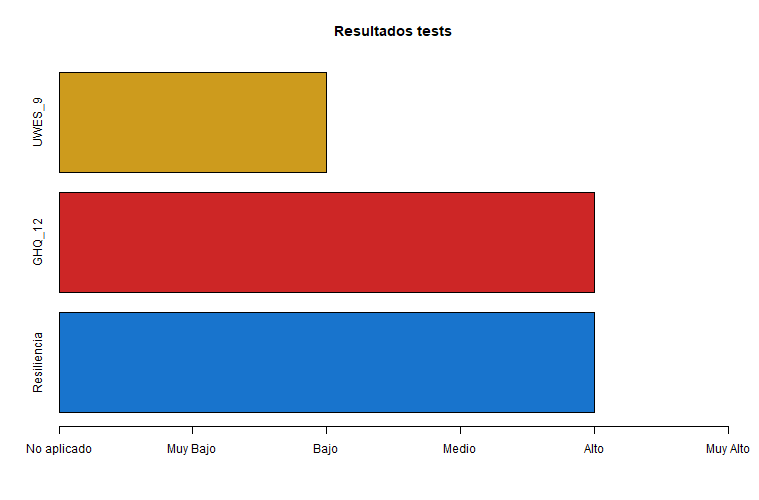 Resultados tests
UWES_9
GHQ_12
Resiliencia
No aplicado
Muy Bajo
Bajo
Medio
Alto
Muy Alto